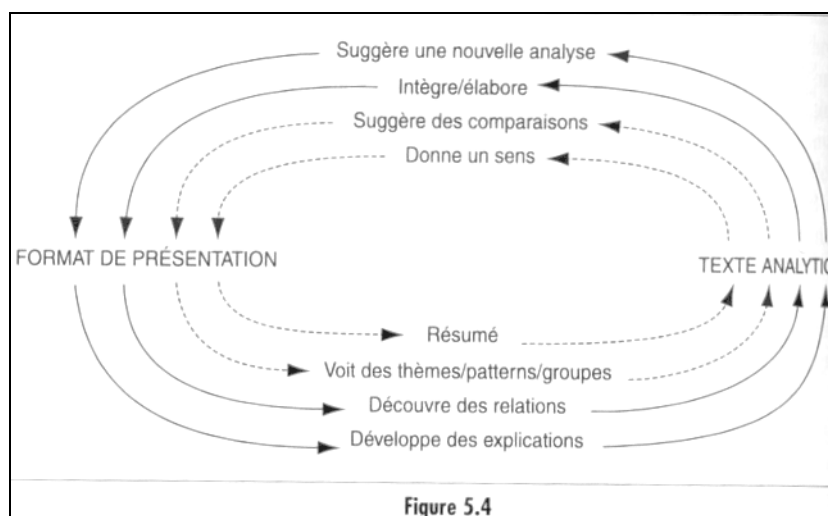 Suggère une nouvelle analyse
Intègre/élabore
Suggère des comparaisons
Donne un sens
FORMAT DE PRÉSENTATION
TEXTE ANALYTIC
Résumé
Voit des thèmes/patterns/groupes
Découvre des relations
Développe des explications
Figure 5.4